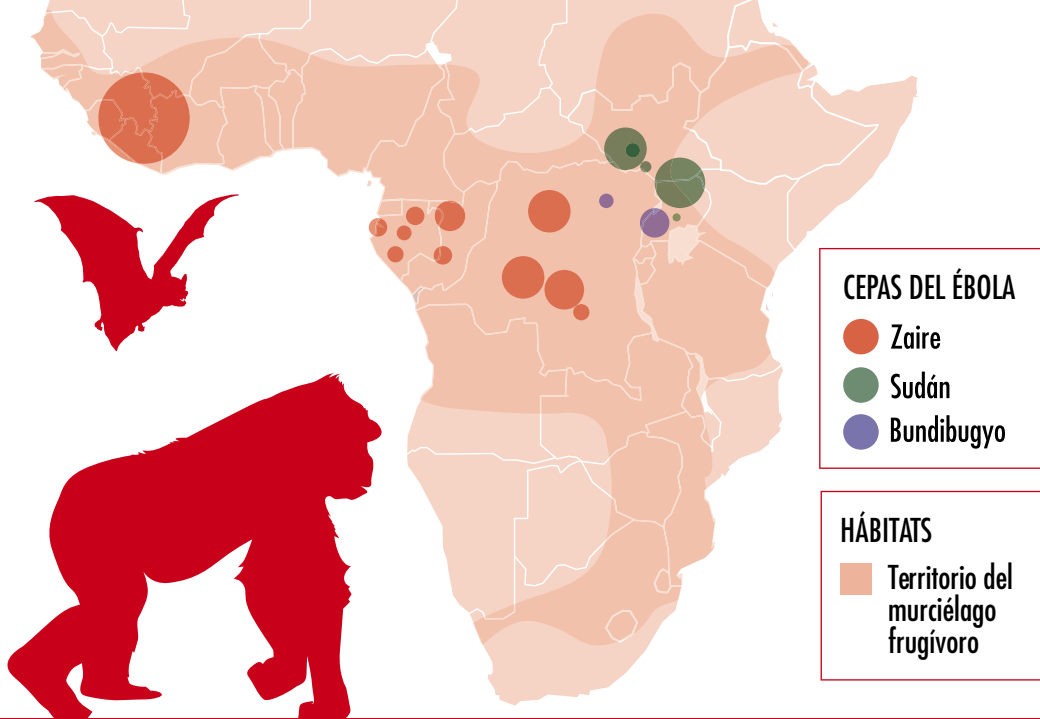 CEPAS DEL ÉBOLA
Zaire
Sudán
Bundibugyo
HÁBITATS
Territorio del
murciélago
frugívoro